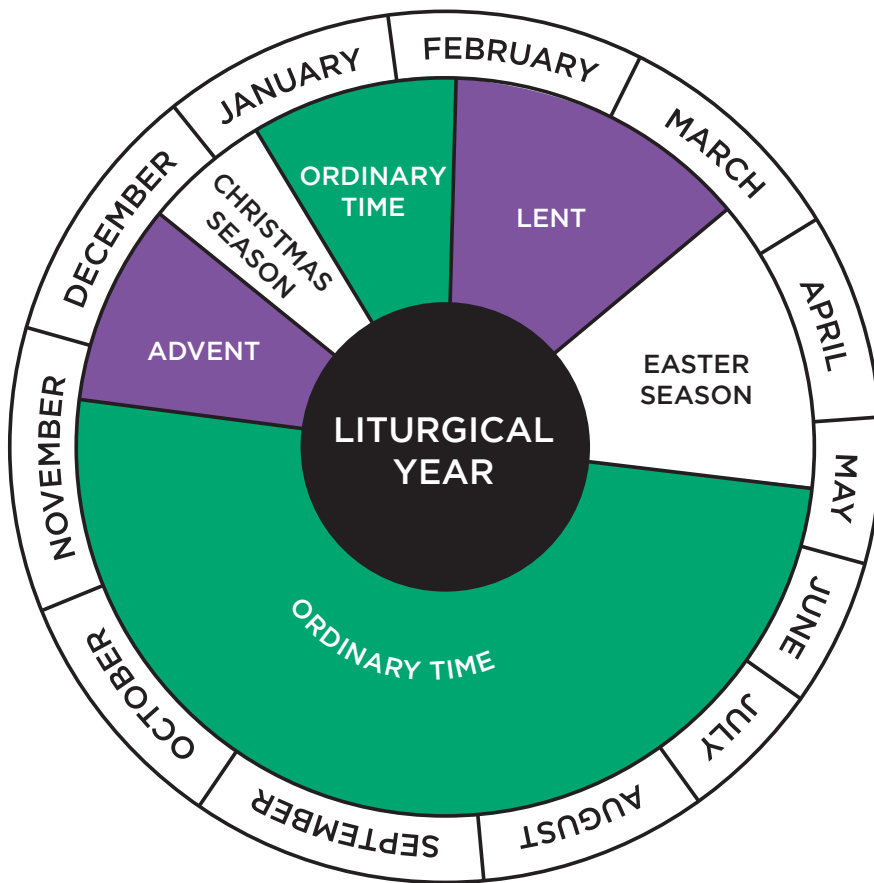 JANUARY
FEBRUARY
MARCH
APRIL
MAY
JUNE
JULY
AUGUST
SEPTEMBER
OCTOBER
NOVEMBER
DECEMBER
ORDINARY
TIME
LENT
EASTER
SEASON
ORDINARY TIME
ADVENT
CHRISTMAS
SEASON
LITURGICAL
YEAR